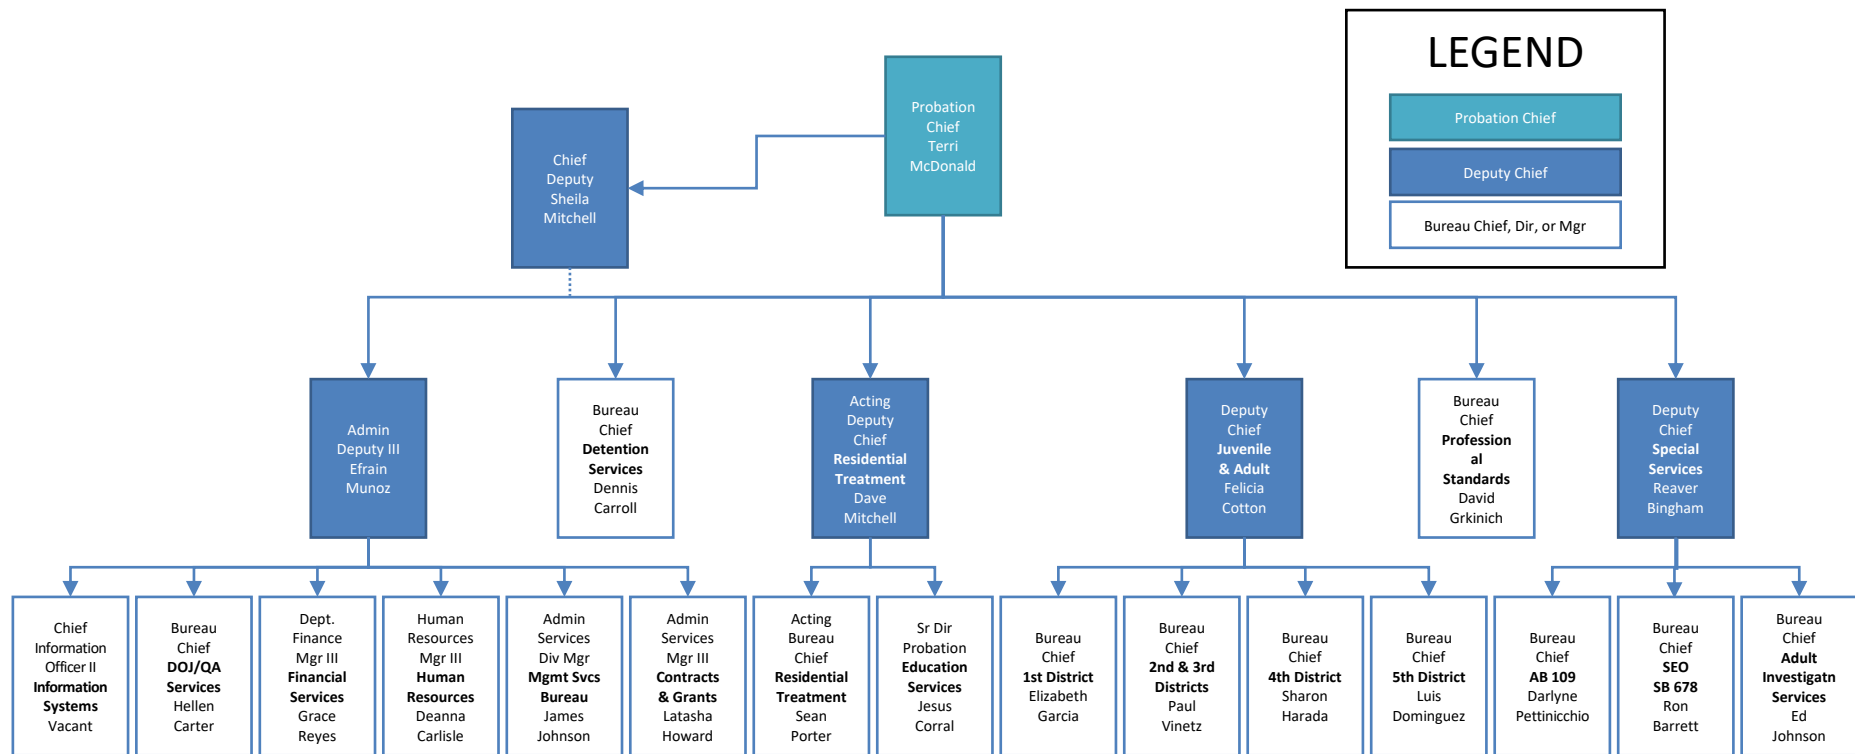 LEGEND
Probation Chief
Deputy Chief
Bureau Chief, Dir, or Mgr
Probation
Chief
Terri
McDonald
Chief
Deputy
Sheila
Mitchell
Admin
Deputy III
Efrain
Munoz
Bureau
Chief
Detention
Services
Dennis
Carroll
Acting
Deputy
Chief
Residential
Treatment
Dave
Mitchell
Deputy
Chief
Juvenile
& Adult
Felicia
Cotton
Bureau
Chief
Profession
al
Standards
David
Grkinich
Deputy
Chief
Special
Services
Reaver
Bingham
Chief
Information
Officer II
Information
Systems
Vacant
Bureau
Chief
DOJ/QA
Services
Hellen
Carter
Dept.
Finance
Mgr III
Financial
Services
Grace
Reyes
Human
Resources
Mgr III
Human
Resources
Deanna
Carlisle
Admin
Services
Div Mgr
Mgmt Svcs
Bureau
James
Johnson
Admin
Services
Mgr III
Contracts
& Grants
Latasha
Howard
Acting
Bureau
Chief
Residential
Treatment
Sean
Porter
Sr Dir
Probation
Education
Services
Jesus
Corral
Bureau
Chief
1st District
Elizabeth
Garcia
Bureau
Chief
2nd & 3rd
Districts
Paul
Vinetz
Bureau
Chief
4th District
Sharon
Harada
Bureau
Chief
5th District
Luis
Dominguez
Bureau
Chief
AB 109
Darlyne
Pettinicchio
Bureau
Chief
SEO
SB 678
Ron
Barrett
Bureau
Chief
Adult
Investigatn
Services
Ed
Johnson